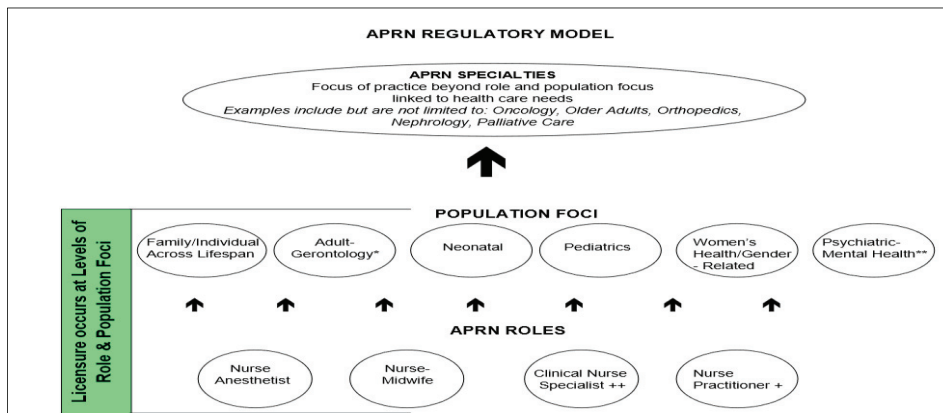 APRN REGULATORY MODEL
APRN SPECIALTIES
Focus of practice beyond role and population focus
linked to health care needs
Examples include but are not limited to: Oncology, Older Adults, Orthopedics,
Nephrology, Palliative Care
Licensure occurs at Levels of
Role & Population Foci
POPULATION FOCI
Family/Individual
Across Lifespan
Adult-
Gerontology*
Neonatal
Pediatrics
Women's
Health/Gender
- Related
Psychiatric-
Mental Health**
APRN ROLES
Nurse
Anesthetist
Nurse-
Midwife
Clinical Nurse
Specialist ++
Nurse
Practitioner +